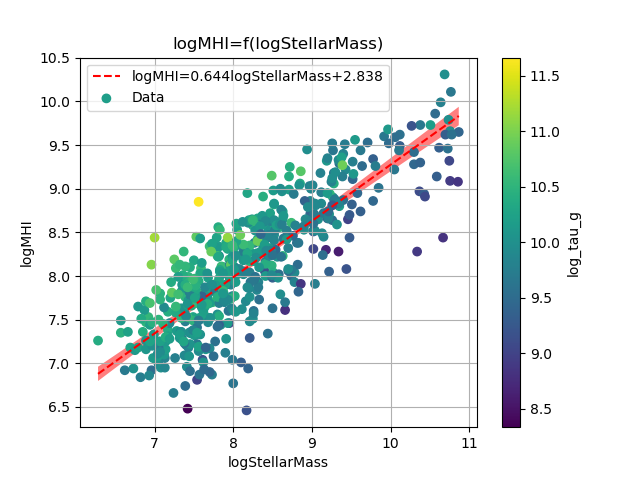 logMHI=f(logStellarMass)
logMHI=0.644logStellarMass+2.838
Data
10.5
10.0
9.5
9.0
8.5
8.0
7.5
7.0
6.5
logMHI
7 8 9 10 11
logStellarMass
11.5
11.0
10.5
10.0
9.5
9.0
8.5
log_tau_g